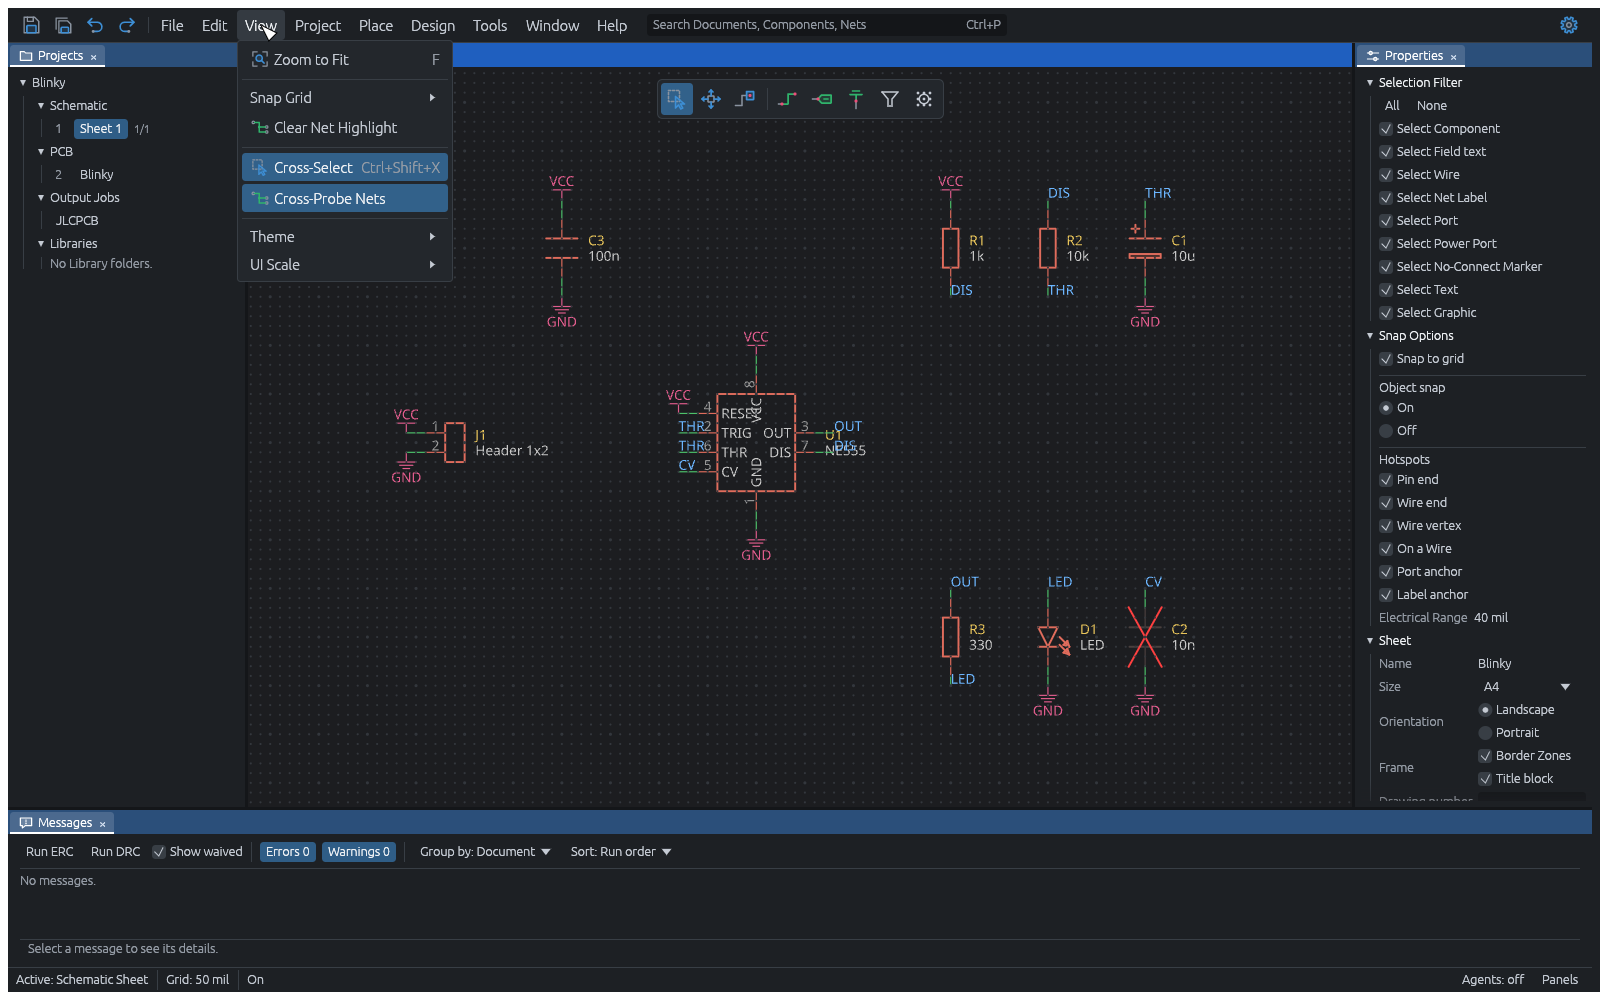 File Edit View Project Place Design Tools Window Help Search Documents, Components, Nets Ctrl+P
Projects
Blinky
Schematic
1 Sheet 1 1/1
PCB
2 Blinky
Output Jobs
JLCPCB
Libraries
No Library folders.
Zoom to Fit F
Snap Grid
Clear Net Highlight
Cross-Select Ctrl+Shift+X
Cross-Probe Nets
Theme
UI Scale
VCC
C3
100n
GND
VCC
R1
1k
DIS
DIS
R2
10k
THR
THR
C1
10u
GND
VCC
1
2
J1
Header 1x2
GND
VCC
8
VCC
VCC
4 RESET
THR 2 TRIG
THR 6 THR
CV 5 CV
OUT 3 OUT
DIS 7 DIS
U1
NE555
GND
1
GND
OUT
R3
330
LED
LED
D1
LED
GND
CV
C2
10n
GND
Properties
Selection Filter
All None
Select Component
Select Field text
Select Wire
Select Net Label
Select Port
Select Power Port
Select No-Connect Marker
Select Text
Select Graphic
Snap Options
Snap to grid
Object snap
On
Off
Hotspots
Pin end
Wire end
Wire vertex
On a Wire
Port anchor
Label anchor
Electrical Range 40 mil
Sheet
Name Blinky
Size A4
Orientation Landscape
Portrait
Frame Border Zones
Title block
Drawing number
Messages
Run ERC Run DRC Show waived Errors 0 Warnings 0 Group by: Document Sort: Run order
No messages.
Select a message to see its details.
Active: Schematic Sheet Grid: 50 mil On Agents: off Panels